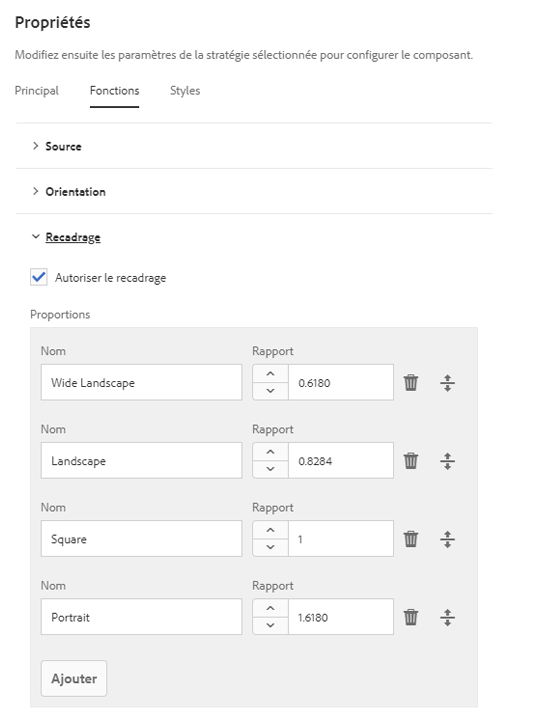 Propriétés
Modifiez ensuite les paramètres de la stratégie sélectionnée pour configurer le composant.
Principal Fonctions Styles
Source
Orientation
Recadrage
Autoriser le recadrage
Proportions
Nom Rapport
Wide Landscape 0.6180
Nom Rapport
Landscape 0.8284
Nom Rapport
Square 1
Nom Rapport
Portrait 1.6180
Ajouter